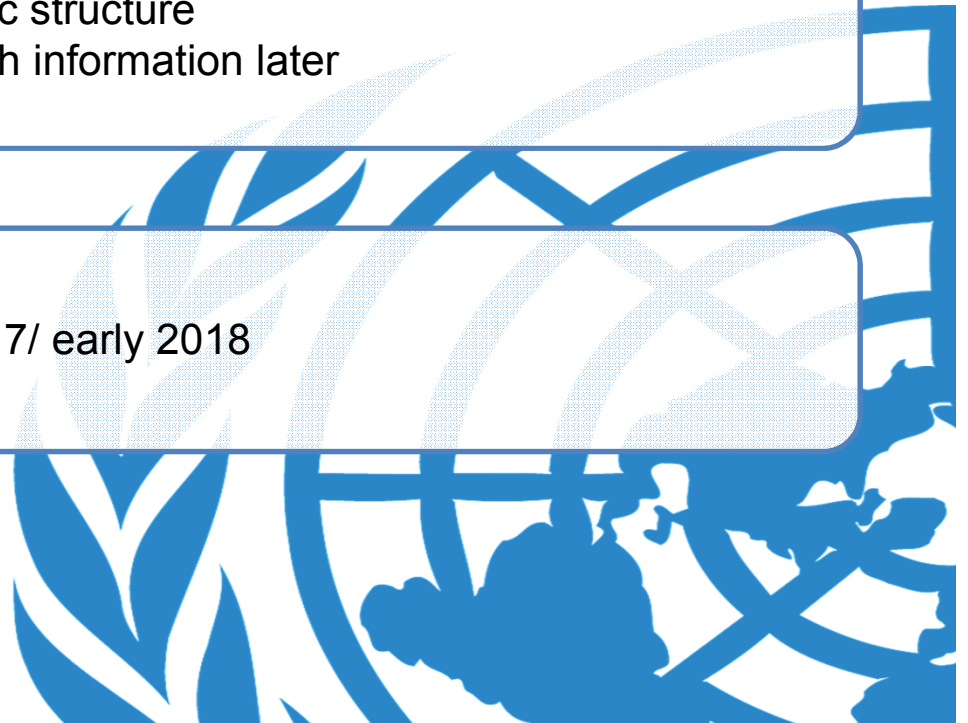 c structure
h information later
7/ early 2018